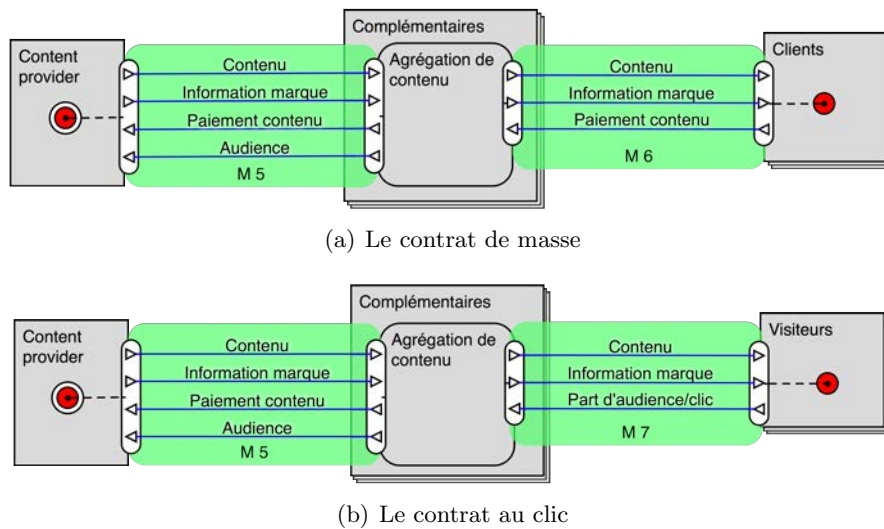 Complémentaires
Content
provider
Contenu
Information marque
Paiement contenu
Audience
M 5
Agrégation de
contenu
Contenu
Information marque
Paiement contenu
M 6
Clients
(a) Le contrat de masse
Complémentaires
Content
provider
Contenu
Information marque
Paiement contenu
Audience
M 5
Agrégation de
contenu
Contenu
Information marque
Part d'audience/clic
M 7
Visiteurs
(b) Le contrat au clic